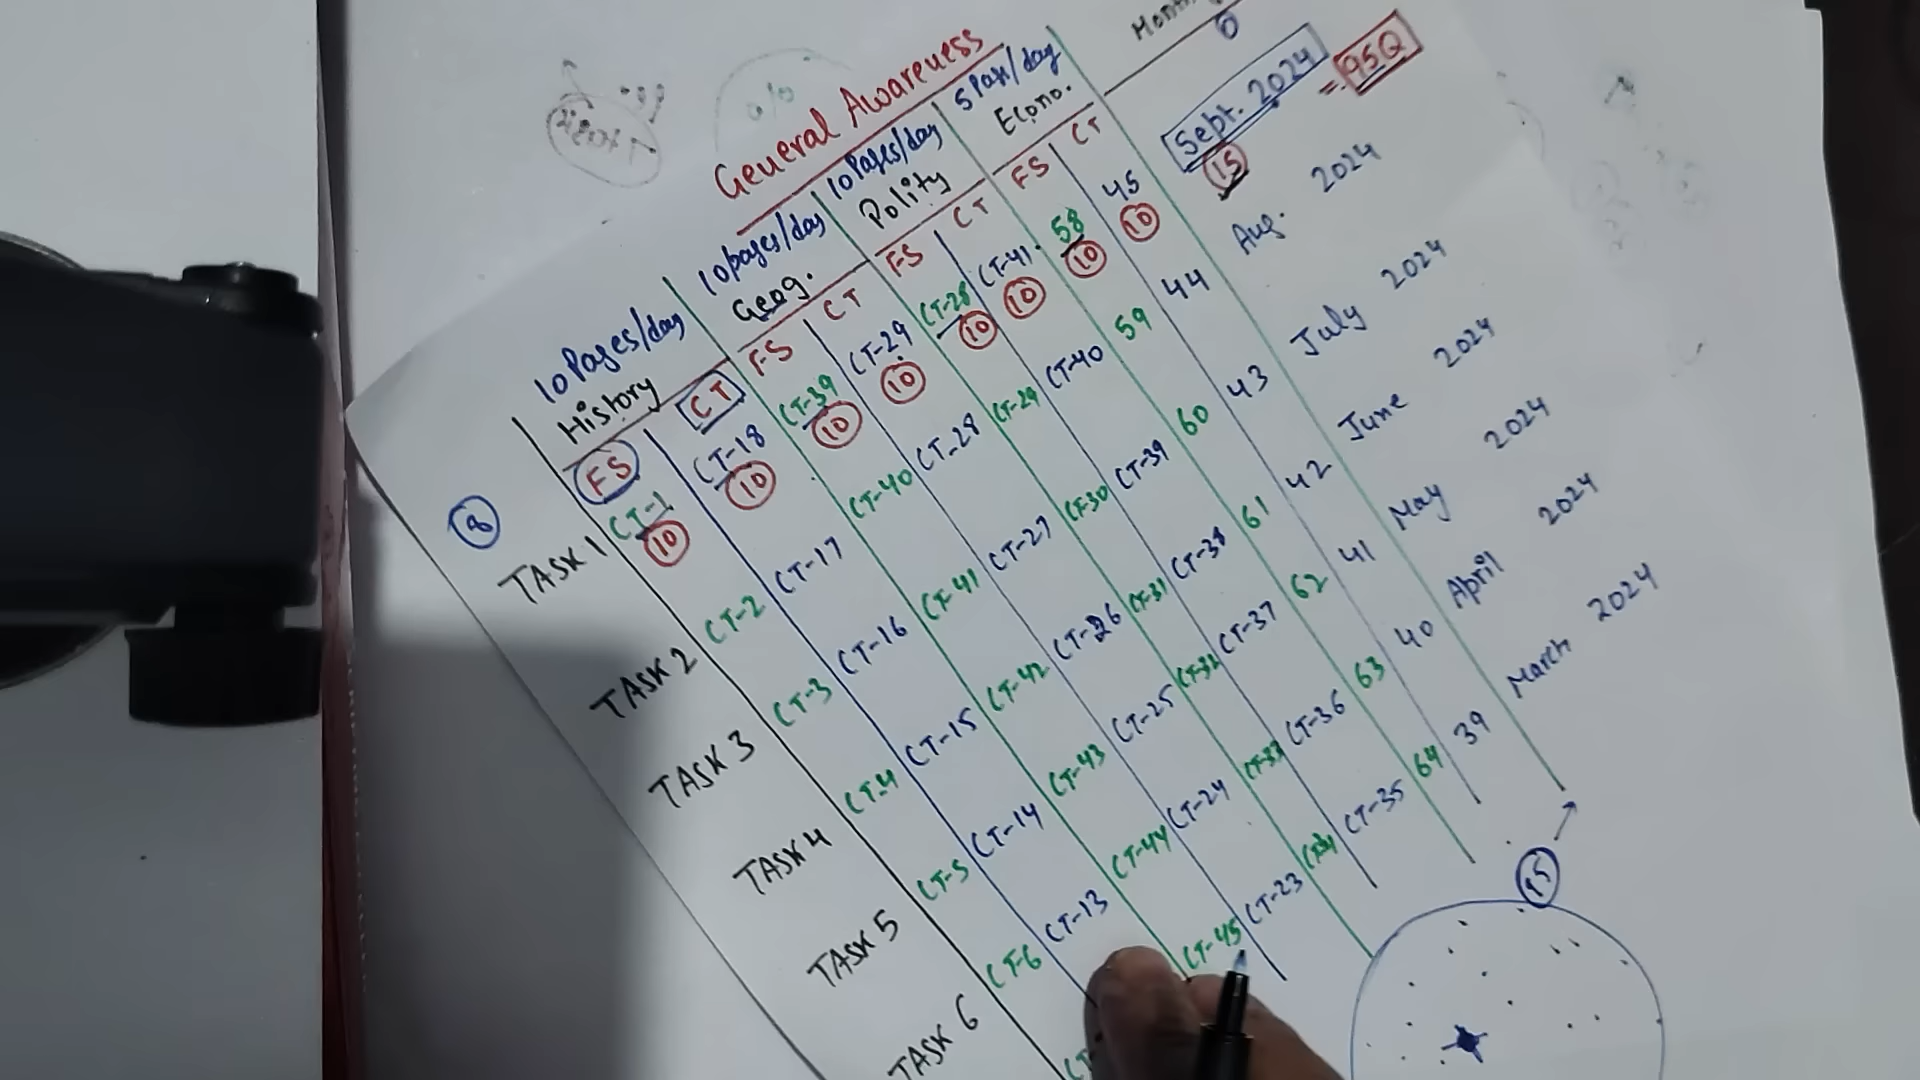 General Awareness
10 Pages/day 10 pages/day 10 Pages/day 5 Pages/day
History Geog. Polity Econo.
FS CT FS CT FS CT FS CT
Sept. 2024 = 95Q
TASK 1 CT-1 CT-18 CT-39 CT-29 CT-28 CT-41 58 45
10 10 10 10 10 10 10 10 15
TASK 2 CT-2 CT-17 CT-40 CT-28 CT-29 CT-40 59 44 Aug. 2024
TASK 3 CT-3 CT-16 CT-41 CT-27 CT-30 CT-39 60 43 July 2024
TASK 4 CT-4 CT-15 CT-42 CT-26 CT-31 CT-38 61 42 June 2024
TASK 5 CT-5 CT-14 CT-43 CT-25 CT-32 CT-37 62 41 May 2024
TASK 6 CT-6 CT-13 CT-44 CT-24 CT-33 CT-36 63 40 April 2024
CT-45 CT-23 CT-34 CT-35 64 39 March 2024
95